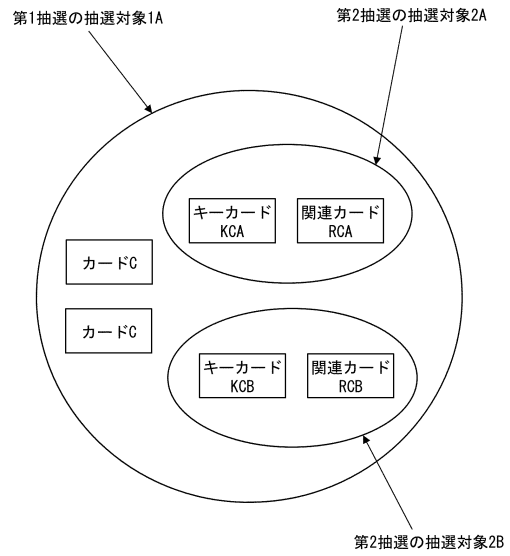 第1抽選の抽選対象1A
第2抽選の抽選対象2A
キーカード
KCA
関連カード
RCA
カードC
カードC
キーカード
KCB
関連カード
RCB
第2抽選の抽選対象2B